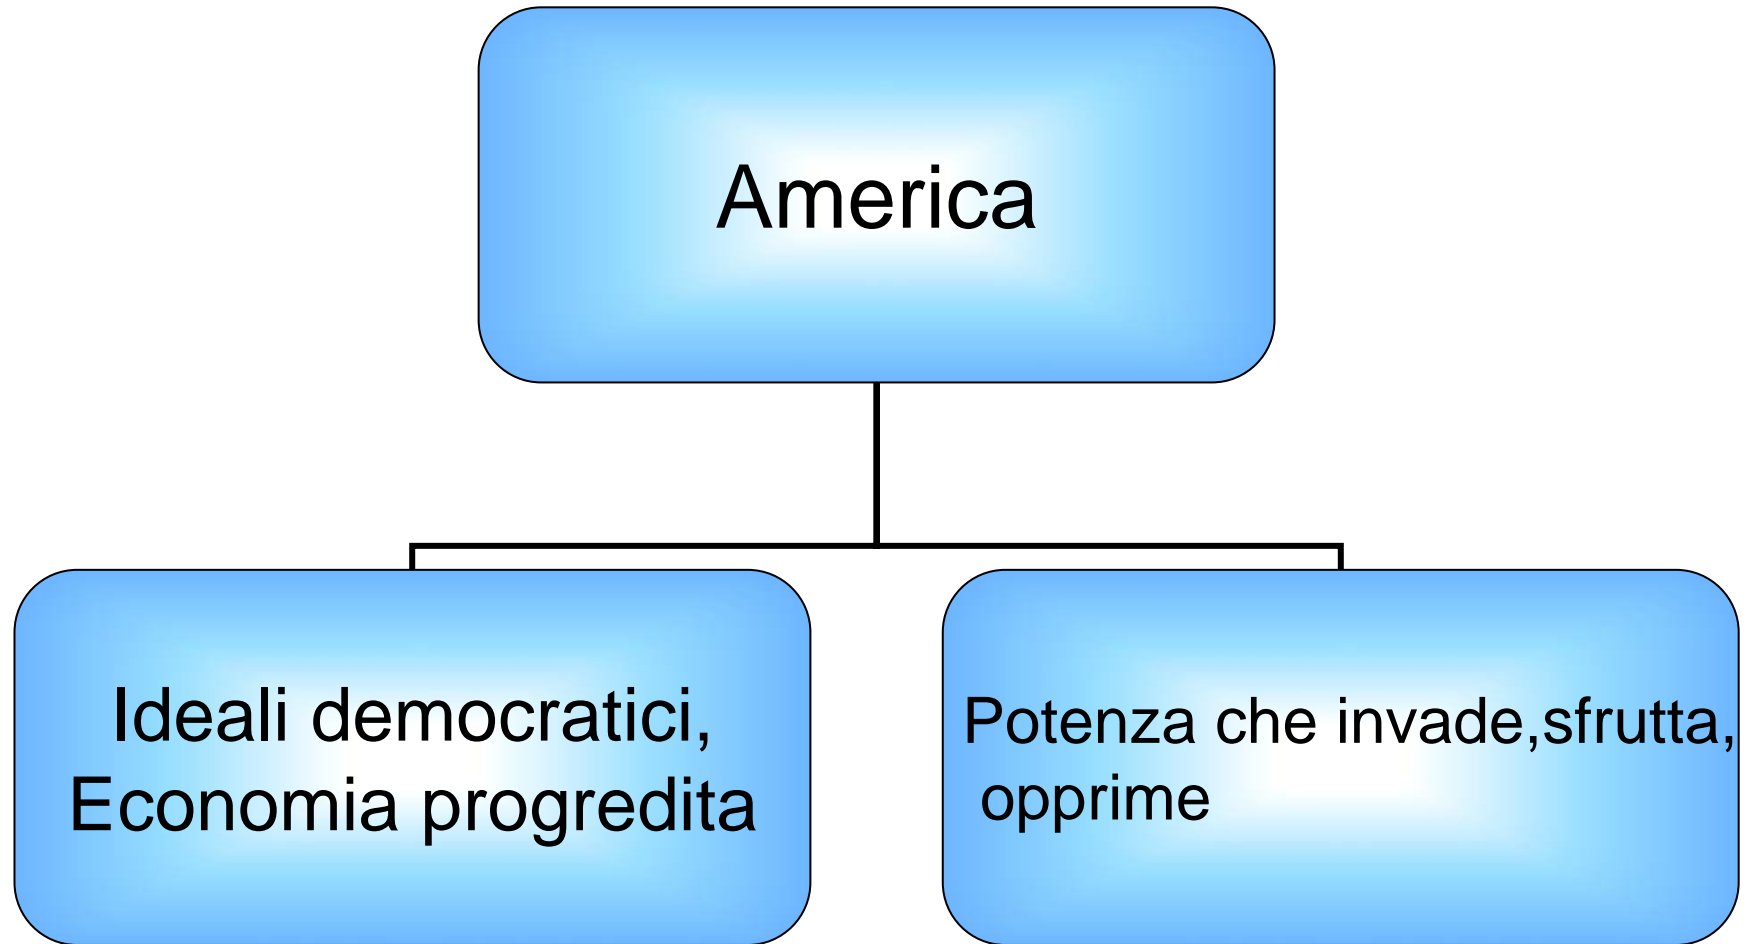 America
Ideali democratici,
Economia progredita
Potenza che invade,sfrutta,
opprime